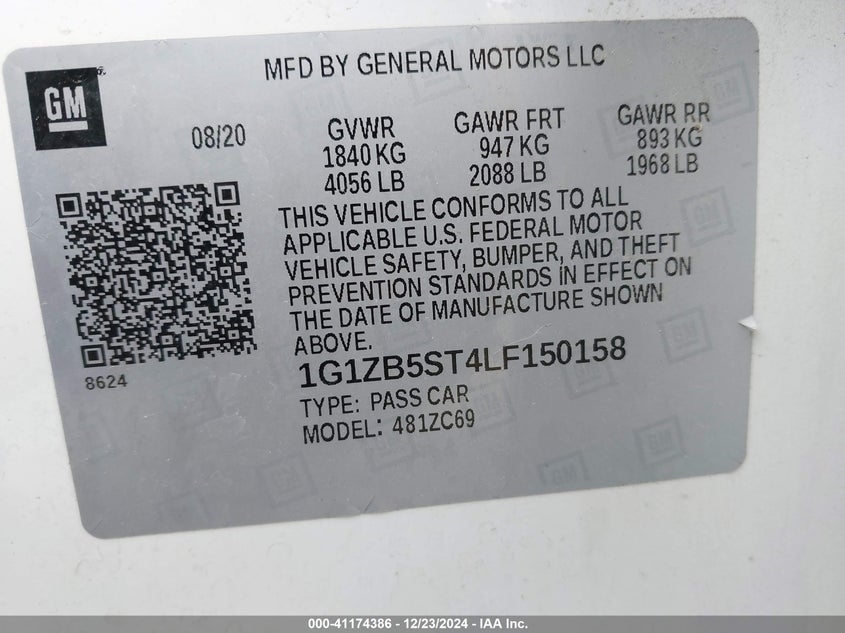 MFD BY GENERAL MOTORS LLC
GM
08/20
GVWR
1840 KG
4056 LB
GAWR FRT
947 KG
2088 LB
GAWR RR
893 KG
1968 LB
THIS VEHICLE CONFORMS TO ALL
APPLICABLE U.S. FEDERAL MOTOR
VEHICLE SAFETY, BUMPER, AND THEFT
PREVENTION STANDARDS IN EFFECT ON
THE DATE OF MANUFACTURE SHOWN
ABOVE.
8624
1G1ZB5ST4LF150158
TYPE: PASS CAR
MODEL: 481ZC69
000-41174386 - 12/23/2024 - IAA Inc.